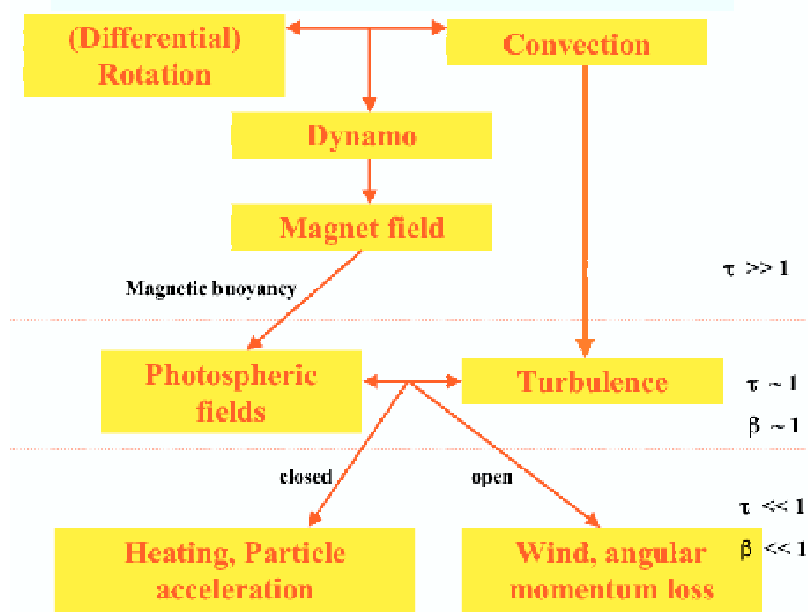 (Differential)
Rotation
Convection
Dynamo
Magnet field
τ >> 1
Magnetic buoyancy
Photospheric
fields
Turbulence
τ ~ 1
β ~ 1
closed
open
τ << 1
Heating, Particle
acceleration
Wind, angular
momentum loss
β << 1